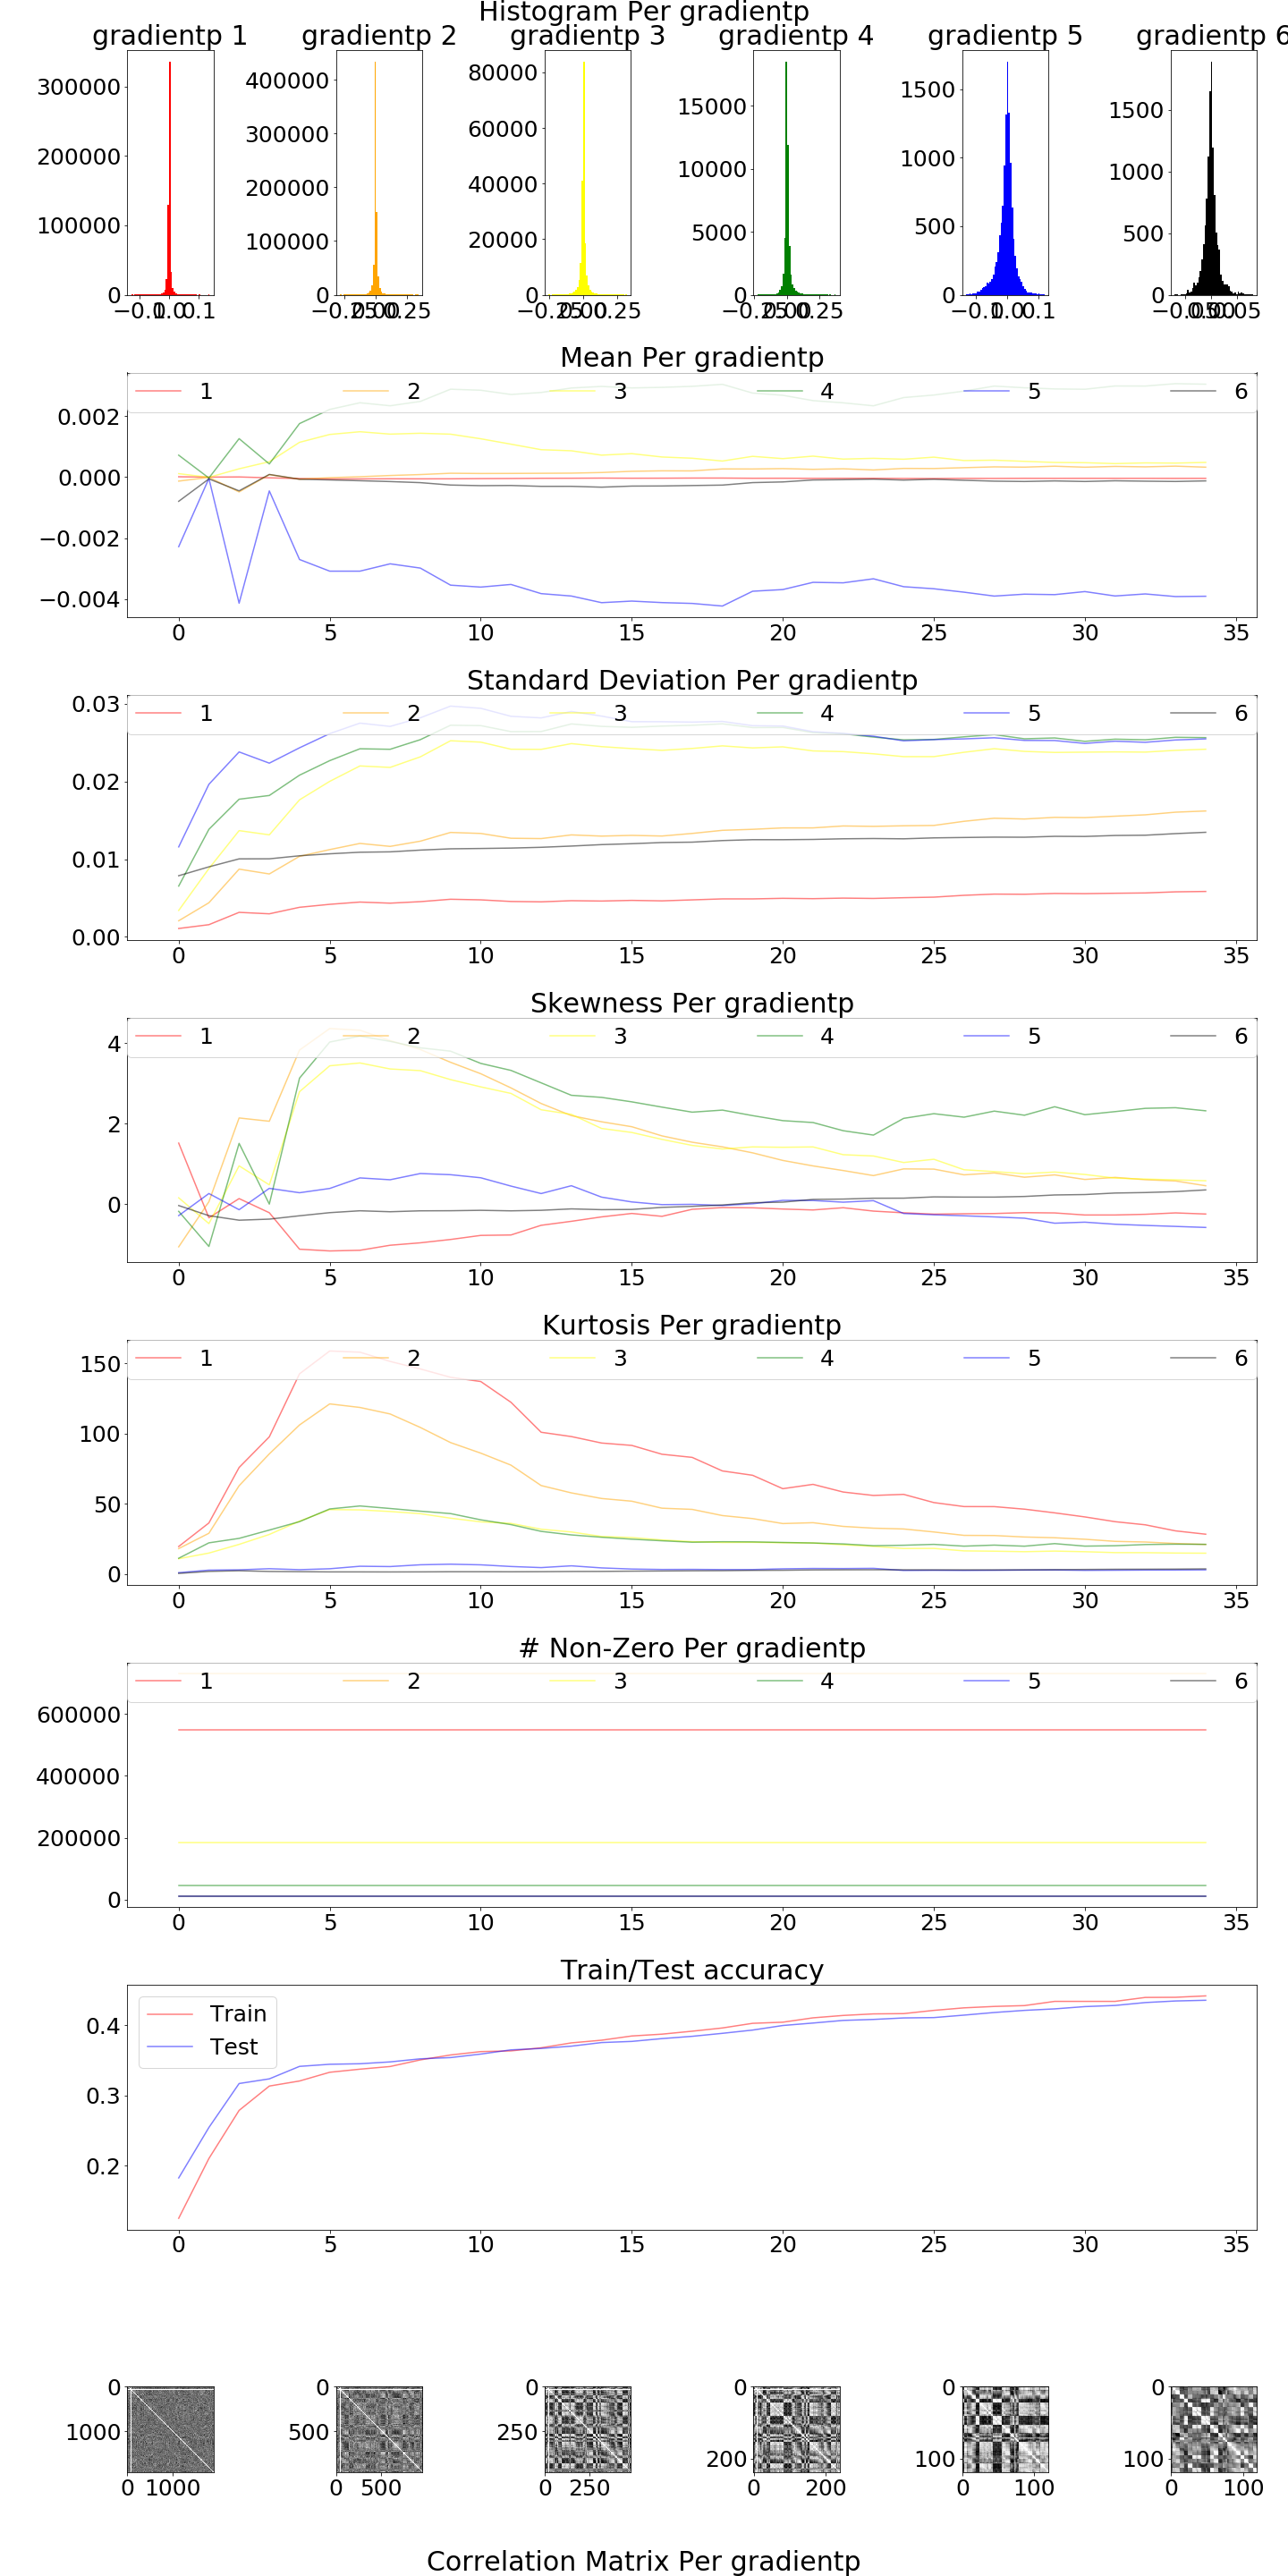 Histogram Per gradientp
gradientp 1 gradientp 2 gradientp 3 gradientp 4 gradientp 5 gradientp 6
300000 200000 100000 0
400000 300000 200000 100000 0
80000 60000 40000 20000 0
15000 10000 5000 0
1500 1000 500 0
1500 1000 500 0
Mean Per gradientp
1 2 3 4 5 6
0.002
0.000
−0.002
−0.004
0 5 10 15 20 25 30 35
Standard Deviation Per gradientp
0.03
1 2 3 4 5 6
0.02
0.01
0.00
0 5 10 15 20 25 30 35
Skewness Per gradientp
4
1 2 3 4 5 6
2
0
0 5 10 15 20 25 30 35
Kurtosis Per gradientp
1 2 3 4 5 6
150
100
50
0
0 5 10 15 20 25 30 35
# Non-Zero Per gradientp
1 2 3 4 5 6
600000
400000
200000
0
0 5 10 15 20 25 30 35
Train/Test accuracy
Train
Test
0.4
0.3
0.2
0 5 10 15 20 25 30 35
0 1000 0 1000
0 500 0 500
0 250 0 250
0 200 0 200
0 100 0 100
0 100 0 100
Correlation Matrix Per gradientp